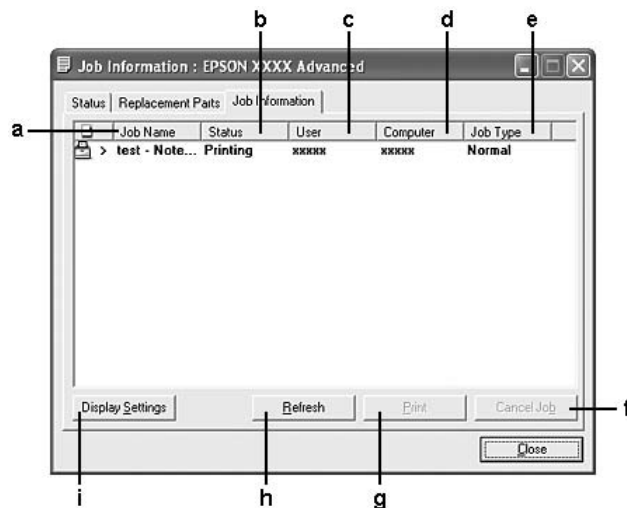 b c d e
Job Information : EPSON XXXX Advanced
Status Replacement Parts Job Information
a Job Name Status User Computer Job Type
> test - Note... Printing xxxxx xxxxx Normal
Display Settings Refresh Print Cancel Job f
Close
i h g